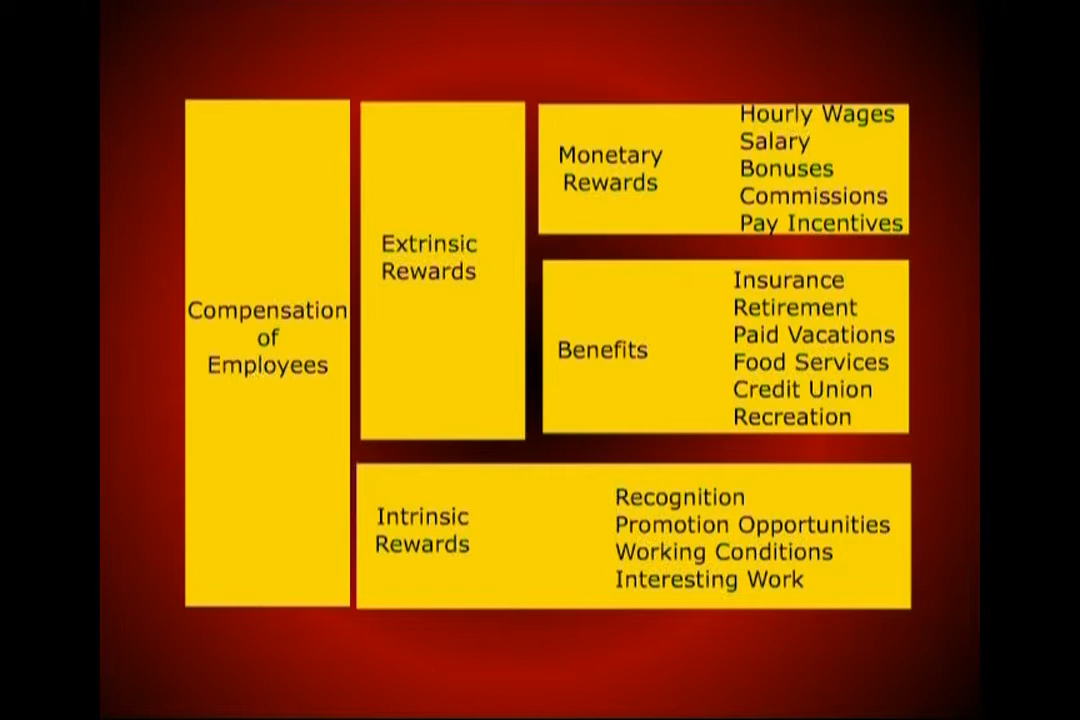 Compensation
of
Employees
Extrinsic
Rewards
Monetary
Rewards
Hourly Wages
Salary
Bonuses
Commissions
Pay Incentives
Benefits
Insurance
Retirement
Paid Vacations
Food Services
Credit Union
Recreation
Intrinsic
Rewards
Recognition
Promotion Opportunities
Working Conditions
Interesting Work